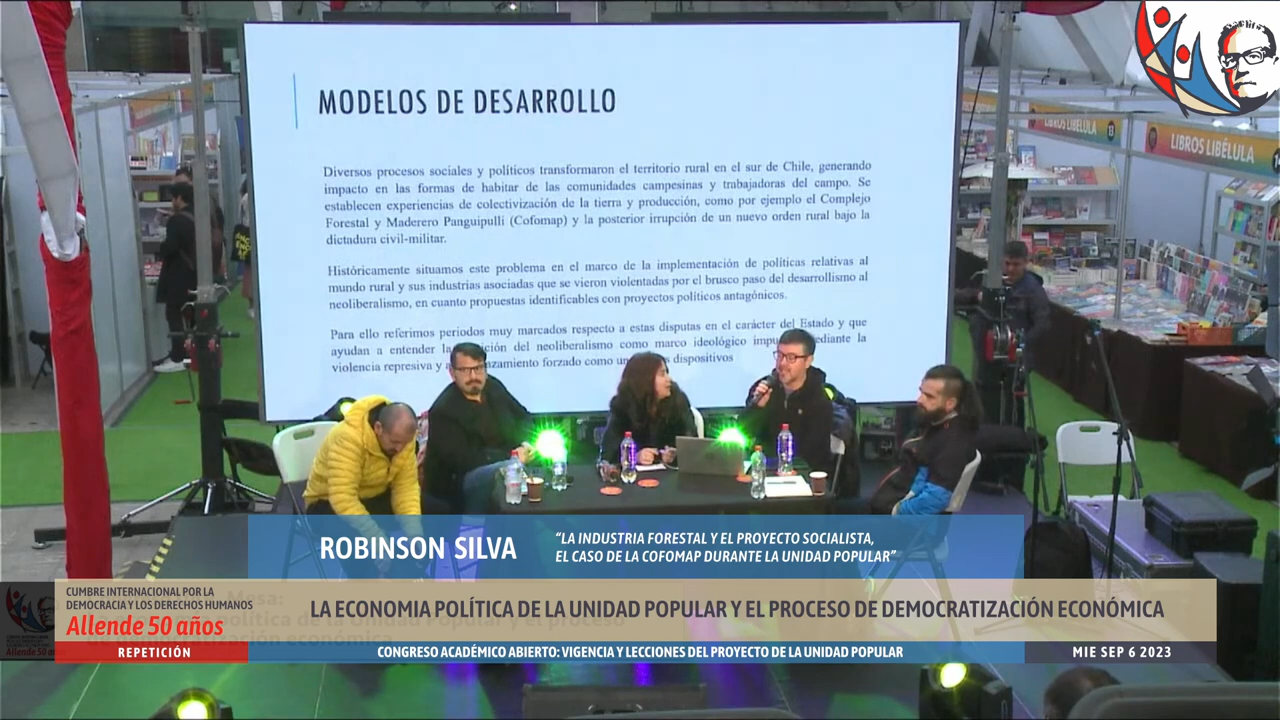 MODELOS DE DESARROLLO
Diversos procesos sociales y políticos transformaron el territorio rural en el sur de Chile, generando
impacto en las formas de habitar de las comunidades campesinas y trabajadoras del campo. Se
establecen experiencias de colectivización de la tierra y producción, como por ejemplo el Complejo
Forestal y Maderero Panguipulli (Cofomap) y la posterior irrupción de un nuevo orden rural bajo la
dictadura civil-militar.
Históricamente situamos este problema en el marco de la implementación de políticas relativas al
mundo rural y sus industrias asociadas que se vieron violentadas por el brusco paso del desarrollismo al
neoliberalismo, en cuanto propuestas identificables con proyectos políticos antagónicos.
Para ello referimos periodos muy marcados respecto a estas disputas en el carácter del Estado y que
ayudan a entender la ición del neoliberalismo como marco ideológico impu ediante la
violencia represiva y a nzamiento forzado como un s dispositivos
LIBROS LIBÉLULA
LIBROS LIBÉLULA
ROBINSON SILVA
“LA INDUSTRIA FORESTAL Y EL PROYECTO SOCIALISTA,
EL CASO DE LA COFOMAP DURANTE LA UNIDAD POPULAR”
CUMBRE INTERNACIONAL POR LA
DEMOCRACIA Y LOS DERECHOS HUMANOS
Allende 50 años
LA ECONOMIA POLÍTICA DE LA UNIDAD POPULAR Y EL PROCESO DE DEMOCRATIZACIÓN ECONÓMICA
REPETICIÓN
CONGRESO ACADÉMICO ABIERTO: VIGENCIA Y LECCIONES DEL PROYECTO DE LA UNIDAD POPULAR
MIE SEP 6 2023